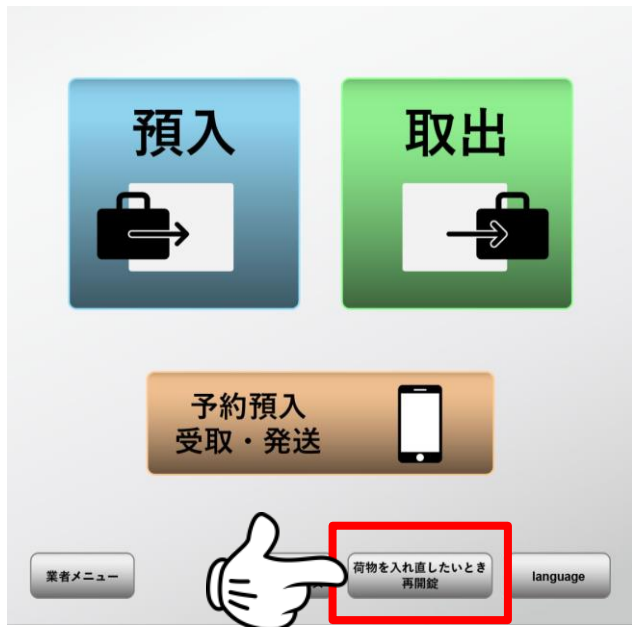 預入
取出
予約預入
受取・発送
業者メニュー
荷物を入れ直したいとき
再開錠
language